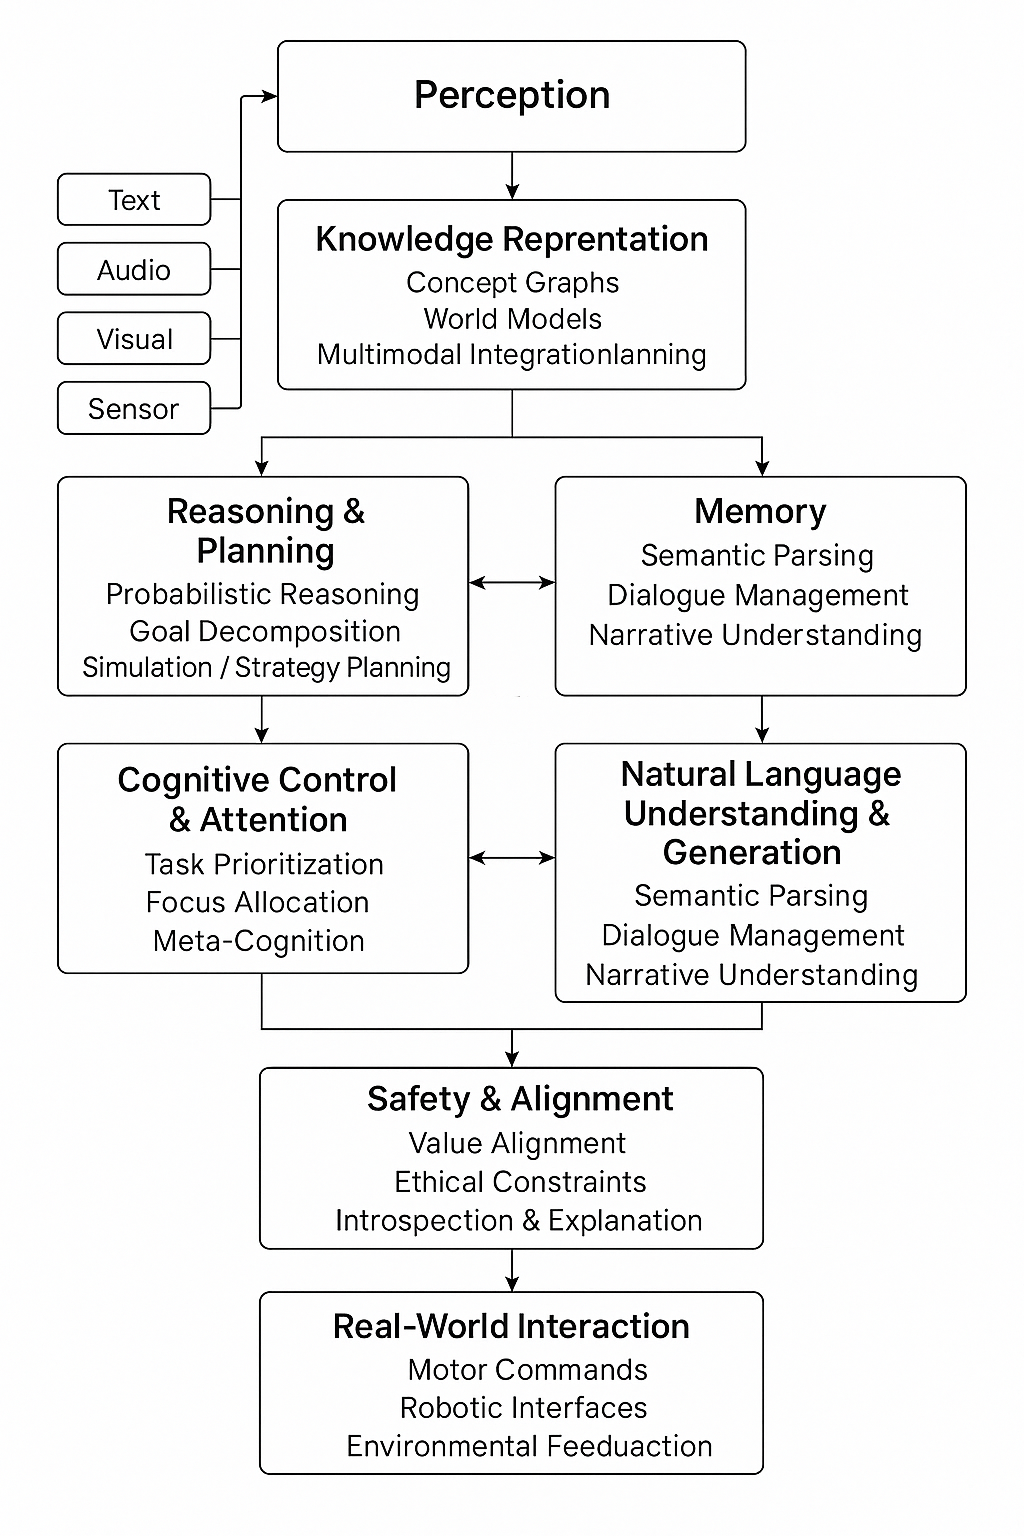 Perception
Text
Audio
Visual
Sensor
Knowledge Reprentation
Concept Graphs
World Models
Multimodal Integrationlanning
Reasoning &
Planning
Probabilistic Reasoning
Goal Decomposition
Simulation / Strategy Planning
Memory
Semantic Parsing
Dialogue Management
Narrative Understanding
Cognitive Control
& Attention
Task Prioritization
Focus Allocation
Meta-Cognition
Natural Language
Understanding &
Generation
Semantic Parsing
Dialogue Management
Narrative Understanding
Safety & Alignment
Value Alignment
Ethical Constraints
Introspection & Explanation
Real-World Interaction
Motor Commands
Robotic Interfaces
Environmental Feeduaction